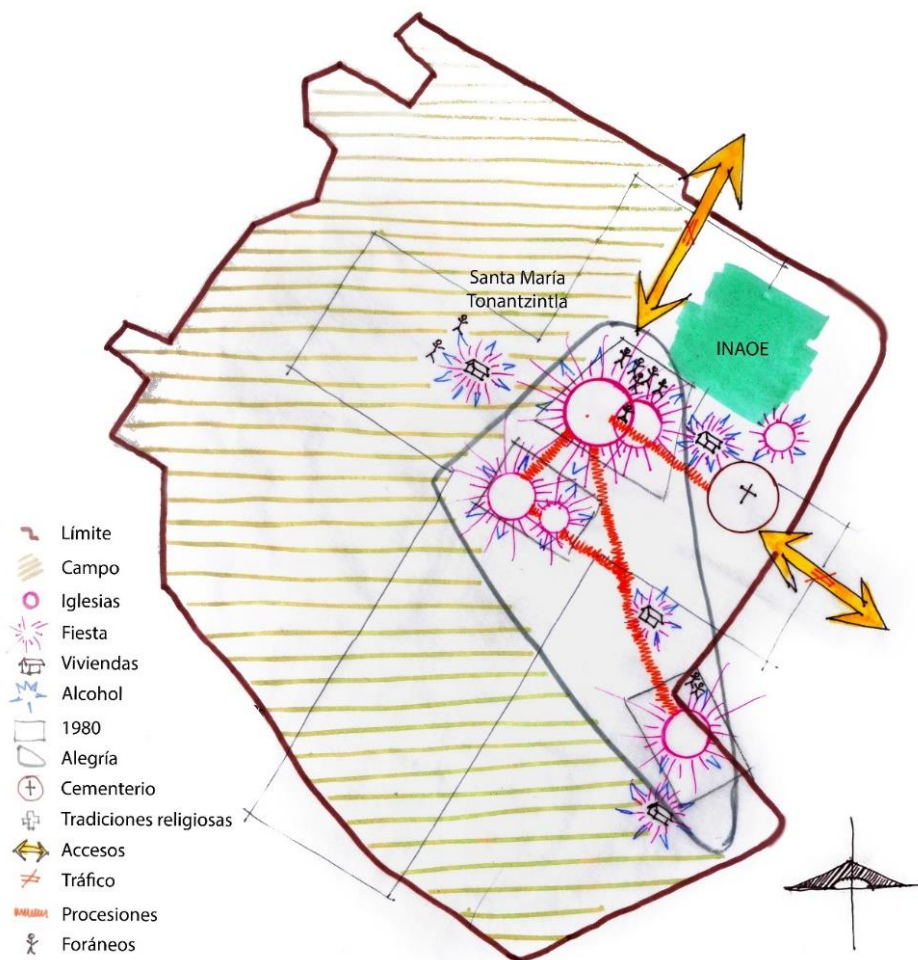 Santa María
Tonantzintla
INAOE
Límite
Campo
Iglesias
Fiesta
Viviendas
Alcohol
1980
Alegría
Cementerio
Tradiciones religiosas
Accesos
Tráfico
Procesiones
Foráneos